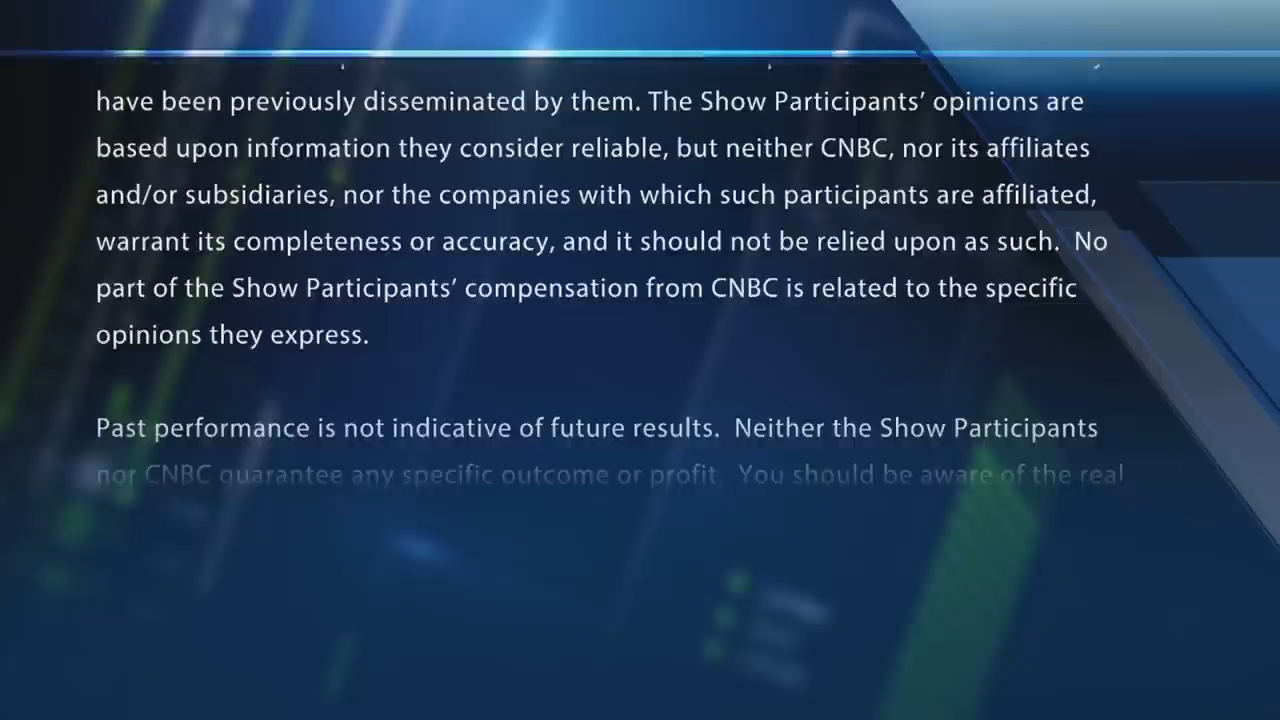 have been previously disseminated by them. The Show Participants’ opinions are
based upon information they consider reliable, but neither CNBC, nor its affiliates
and/or subsidiaries, nor the companies with which such participants are affiliated,
warrant its completeness or accuracy, and it should not be relied upon as such.  No
part of the Show Participants’ compensation from CNBC is related to the specific
opinions they express.
Past performance is not indicative of future results.  Neither the Show Participants
nor CNBC guarantee any specific outcome or profit.  You should be aware of the real